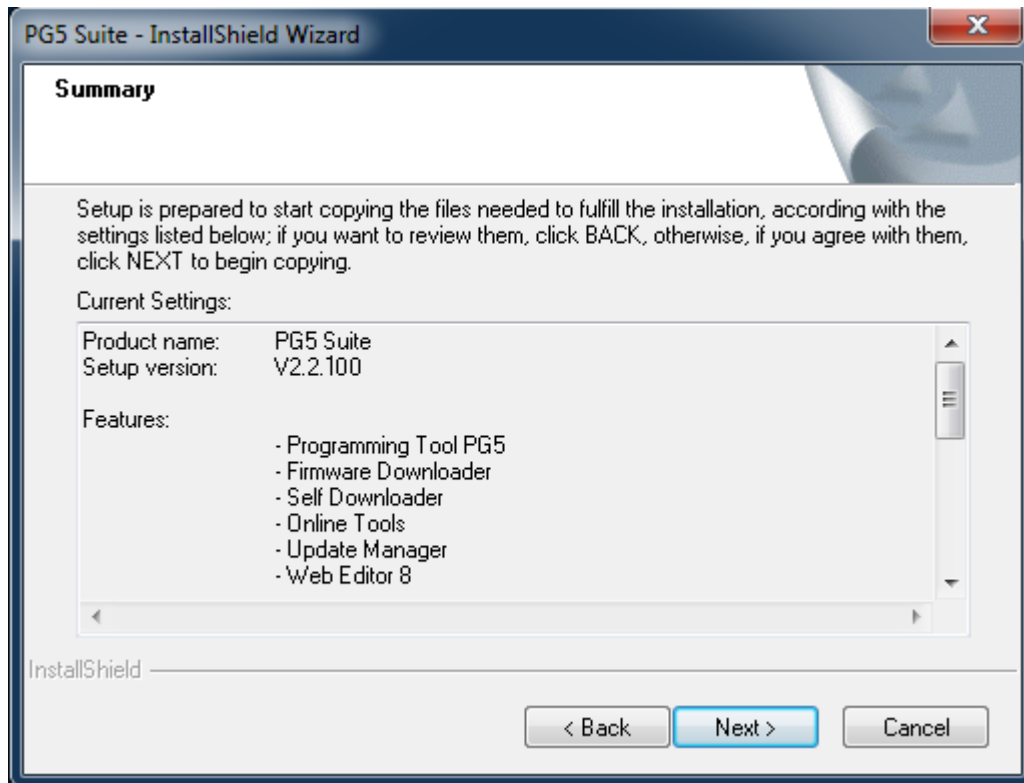 PG5 Suite - InstallShield Wizard
Summary
Setup is prepared to start copying the files needed to fulfill the installation, according with the
settings listed below; if you want to review them, click BACK, otherwise, if you agree with them,
click NEXT to begin copying.
Current Settings:
Product name: PG5 Suite
Setup version: V2.2.100
Features:
- Programming Tool PG5
- Firmware Downloader
- Self Downloader
- Online Tools
- Update Manager
- Web Editor 8
InstallShield
< Back Next > Cancel